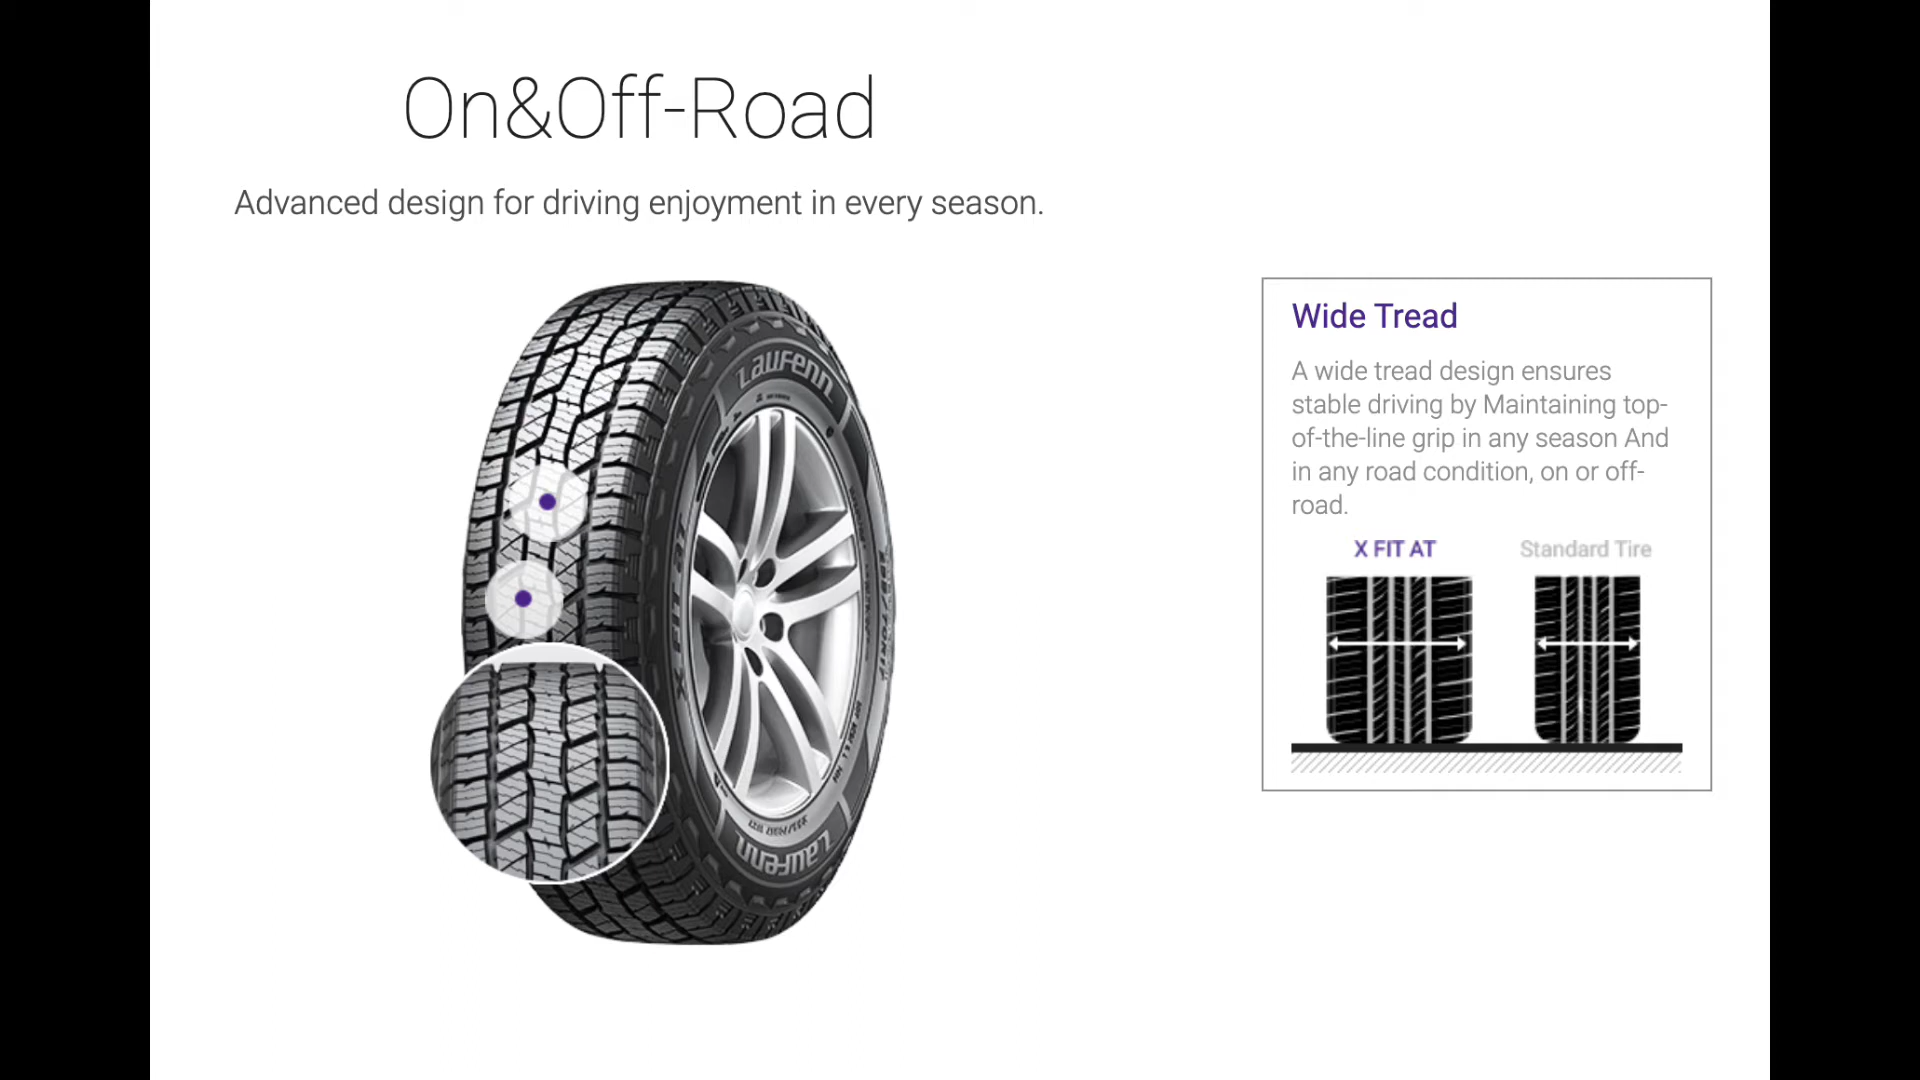 On&Off-Road
Advanced design for driving enjoyment in every season.
Laufenn
X FIT AT
Laufenn
Wide Tread
A wide tread design ensures
stable driving by Maintaining top-
of-the-line grip in any season And
in any road condition, on or off-
road.
X FIT AT Standard Tire